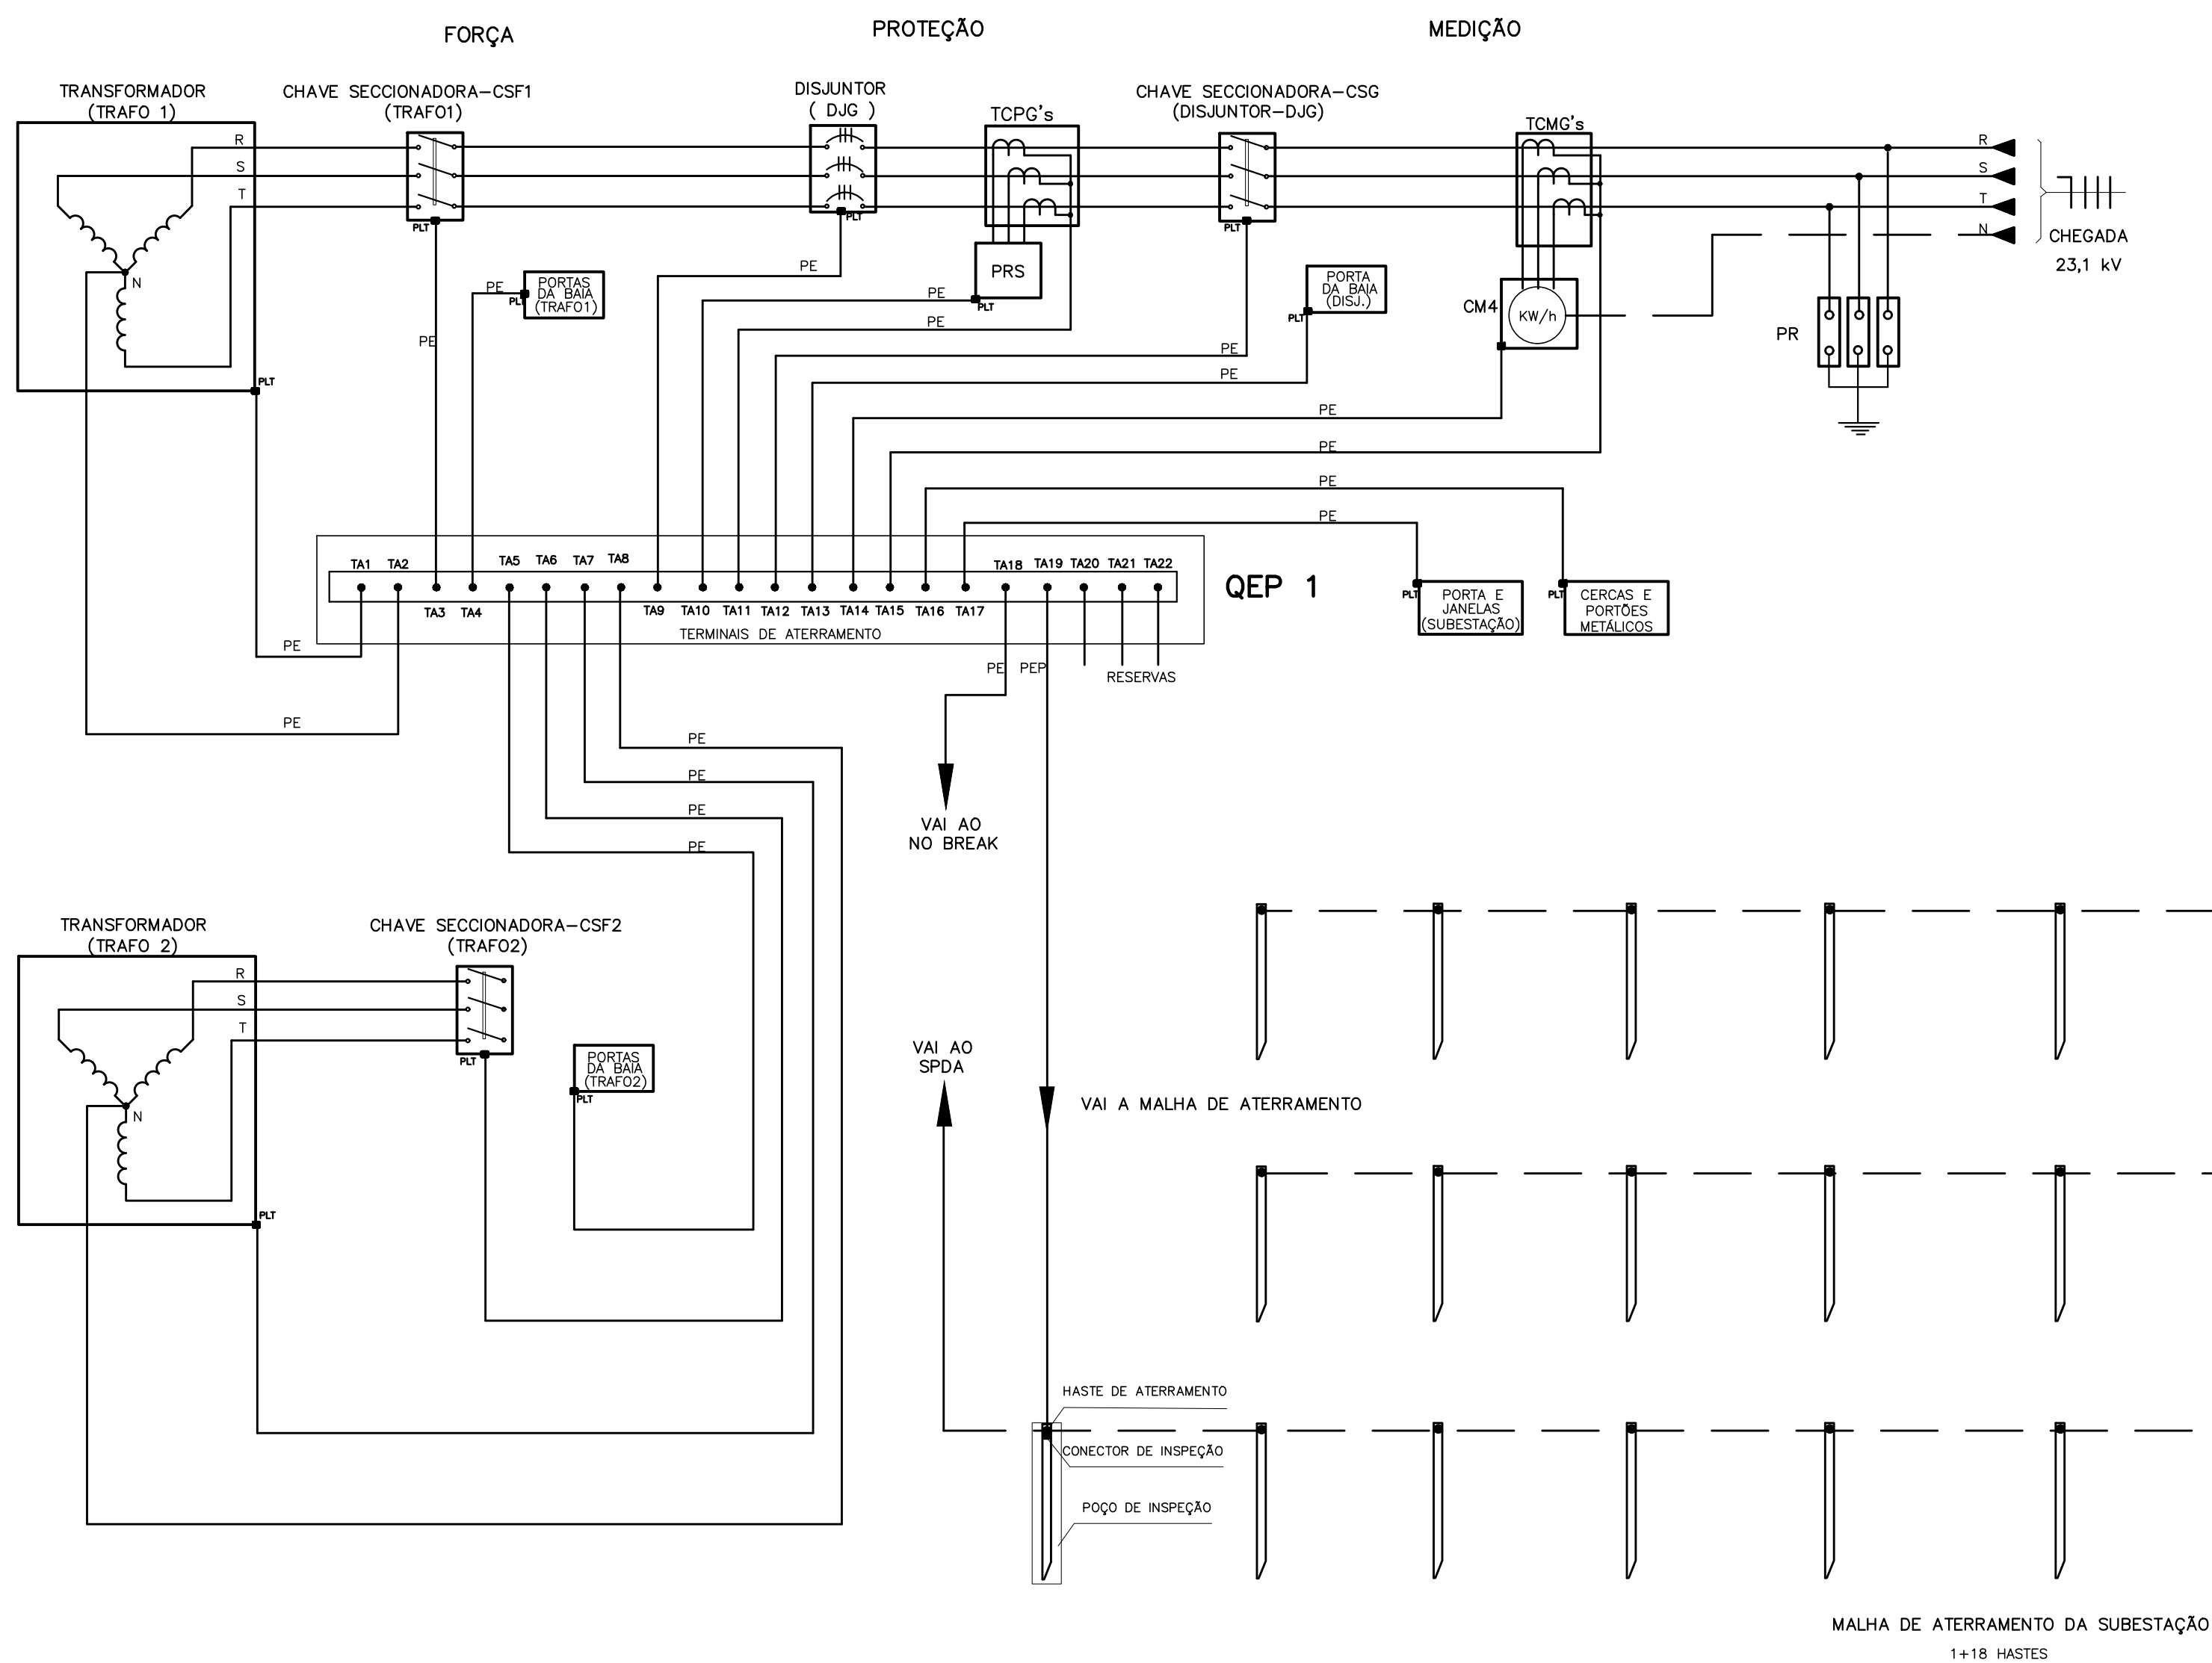 FORÇA
PROTEÇÃO
MEDIÇÃO
TRANSFORMADOR
(TRAFO 1)
CHAVE SECCIONADORA-CSF1
(TRAFO1)
DISJUNTOR
( DJG )
TCPG's
CHAVE SECCIONADORA-CSG
(DISJUNTOR-DJG)
TCMG's
R
S
T
N
PLT
PLT
PLT
PLT
R
S
T
N
CHEGADA
23,1 kV
PE
PORTAS
DA BAIA
(TRAFO1)
PLT
PE
PE
PRS
PLT
PE
PE
PORTA
DA BAIA
(DISJ.)
PLT
CM4
KW/h
PR
PE
PE
PE
PE
PE
PE
PE
TA1
TA2
TA3
TA4
TA5
TA6
TA7
TA8
TA9
TA10
TA11
TA12
TA13
TA14
TA15
TA16
TA17
TA18
TA19
TA20
TA21
TA22
TERMINAIS DE ATERRAMENTO
QEP 1
PLT
PORTA E
JANELAS
(SUBESTAÇÃO)
PLT
CERCAS E
PORTÕES
METÁLICOS
PE
PE
PE
PEP
RESERVAS
PE
PE
PE
PE
VAI AO
NO BREAK
TRANSFORMADOR
(TRAFO 2)
CHAVE SECCIONADORA-CSF2
(TRAFO2)
R
S
T
N
PLT
PLT
PORTAS
DA BAIA
(TRAFO2)
PLT
VAI AO
SPDA
VAI A MALHA DE ATERRAMENTO
HASTE DE ATERRAMENTO
CONECTOR DE INSPEÇÃO
POÇO DE INSPEÇÃO
MALHA DE ATERRAMENTO DA SUBESTAÇÃO
1+18 HASTES